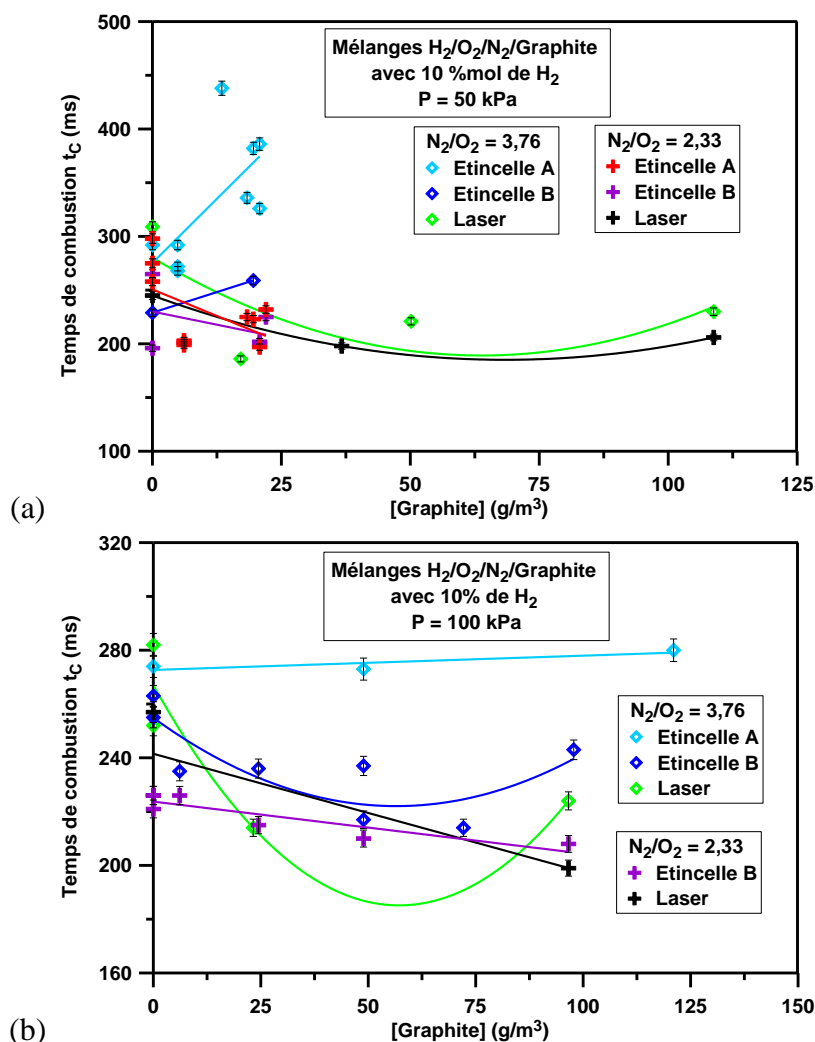 500
400
300
200
100
Temps de combustion t_C (ms)
Mélanges H₂/O₂/N₂/Graphite
avec 10 %mol de H₂
P = 50 kPa
N₂/O₂ = 3,76
Etincelle A
Etincelle B
Laser
N₂/O₂ = 2,33
Etincelle A
Etincelle B
Laser
0 25 50 75 100 125
[Graphite] (g/m³)
(a)
320
280
240
200
160
Temps de combustion t_C (ms)
Mélanges H₂/O₂/N₂/Graphite
avec 10% de H₂
P = 100 kPa
N₂/O₂ = 3,76
Etincelle A
Etincelle B
Laser
N₂/O₂ = 2,33
Etincelle B
Laser
0 25 50 75 100 125 150
[Graphite] (g/m³)
(b)